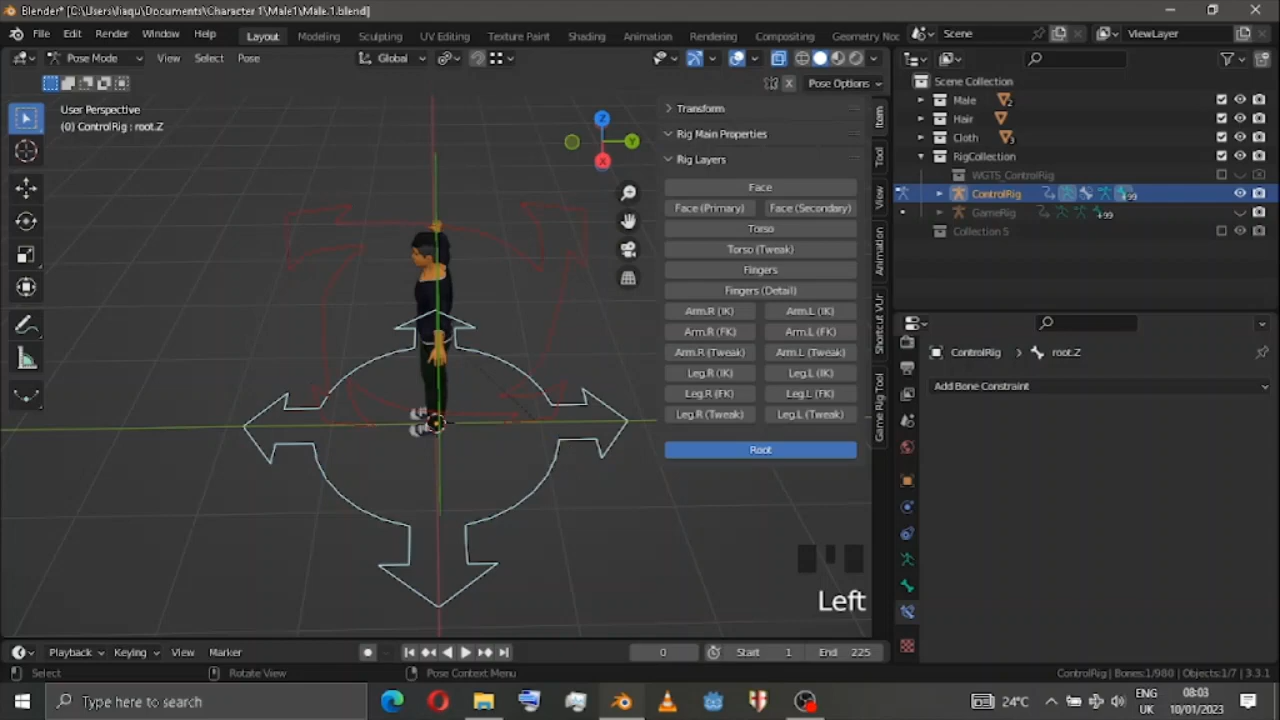 Blender* [C:\Users\liaqu\Documents\Character 1\Male1\Male.1.blend]
File Edit Render Window Help Layout Modeling Sculpting UV Editing Texture Paint Shading Animation Rendering Compositing Geometry Noc Scene ViewLayer
Pose Mode View Select Pose Global
X Pose Options
User Perspective
(0) ControlRig : root.Z
Z
Y
X
Transform
Rig Main Properties
Rig Layers
Face
Face (Primary) Face (Secondary)
Torso
Torso (Tweak)
Fingers
Fingers (Detail)
Arm.R (IK) Arm.L (IK)
Arm.R (FK) Arm.L (FK)
Arm.R (Tweak) Arm.L (Tweak)
Leg.R (IK) Leg.L (IK)
Leg.R (FK) Leg.L (FK)
Leg.R (Tweak) Leg.L (Tweak)
Root
Item
Tool
View
Animation
Shortcut VUr
Game Rig Tool
Left
Scene Collection
Male 2
Hair
Cloth 3
RigCollection
WGTS_ControlRig
ControlRig 99
GameRig 99
Collection 5
ControlRig > root.Z
Add Bone Constraint
Playback Keying View Marker 0 Start 1 End 225
Select Rotate View Pose Context Menu ControlRig | Bones:1/980 | Objects:1/7 | 3.3.1
Type here to search
24°C
ENG
UK
08:03
10/01/2023